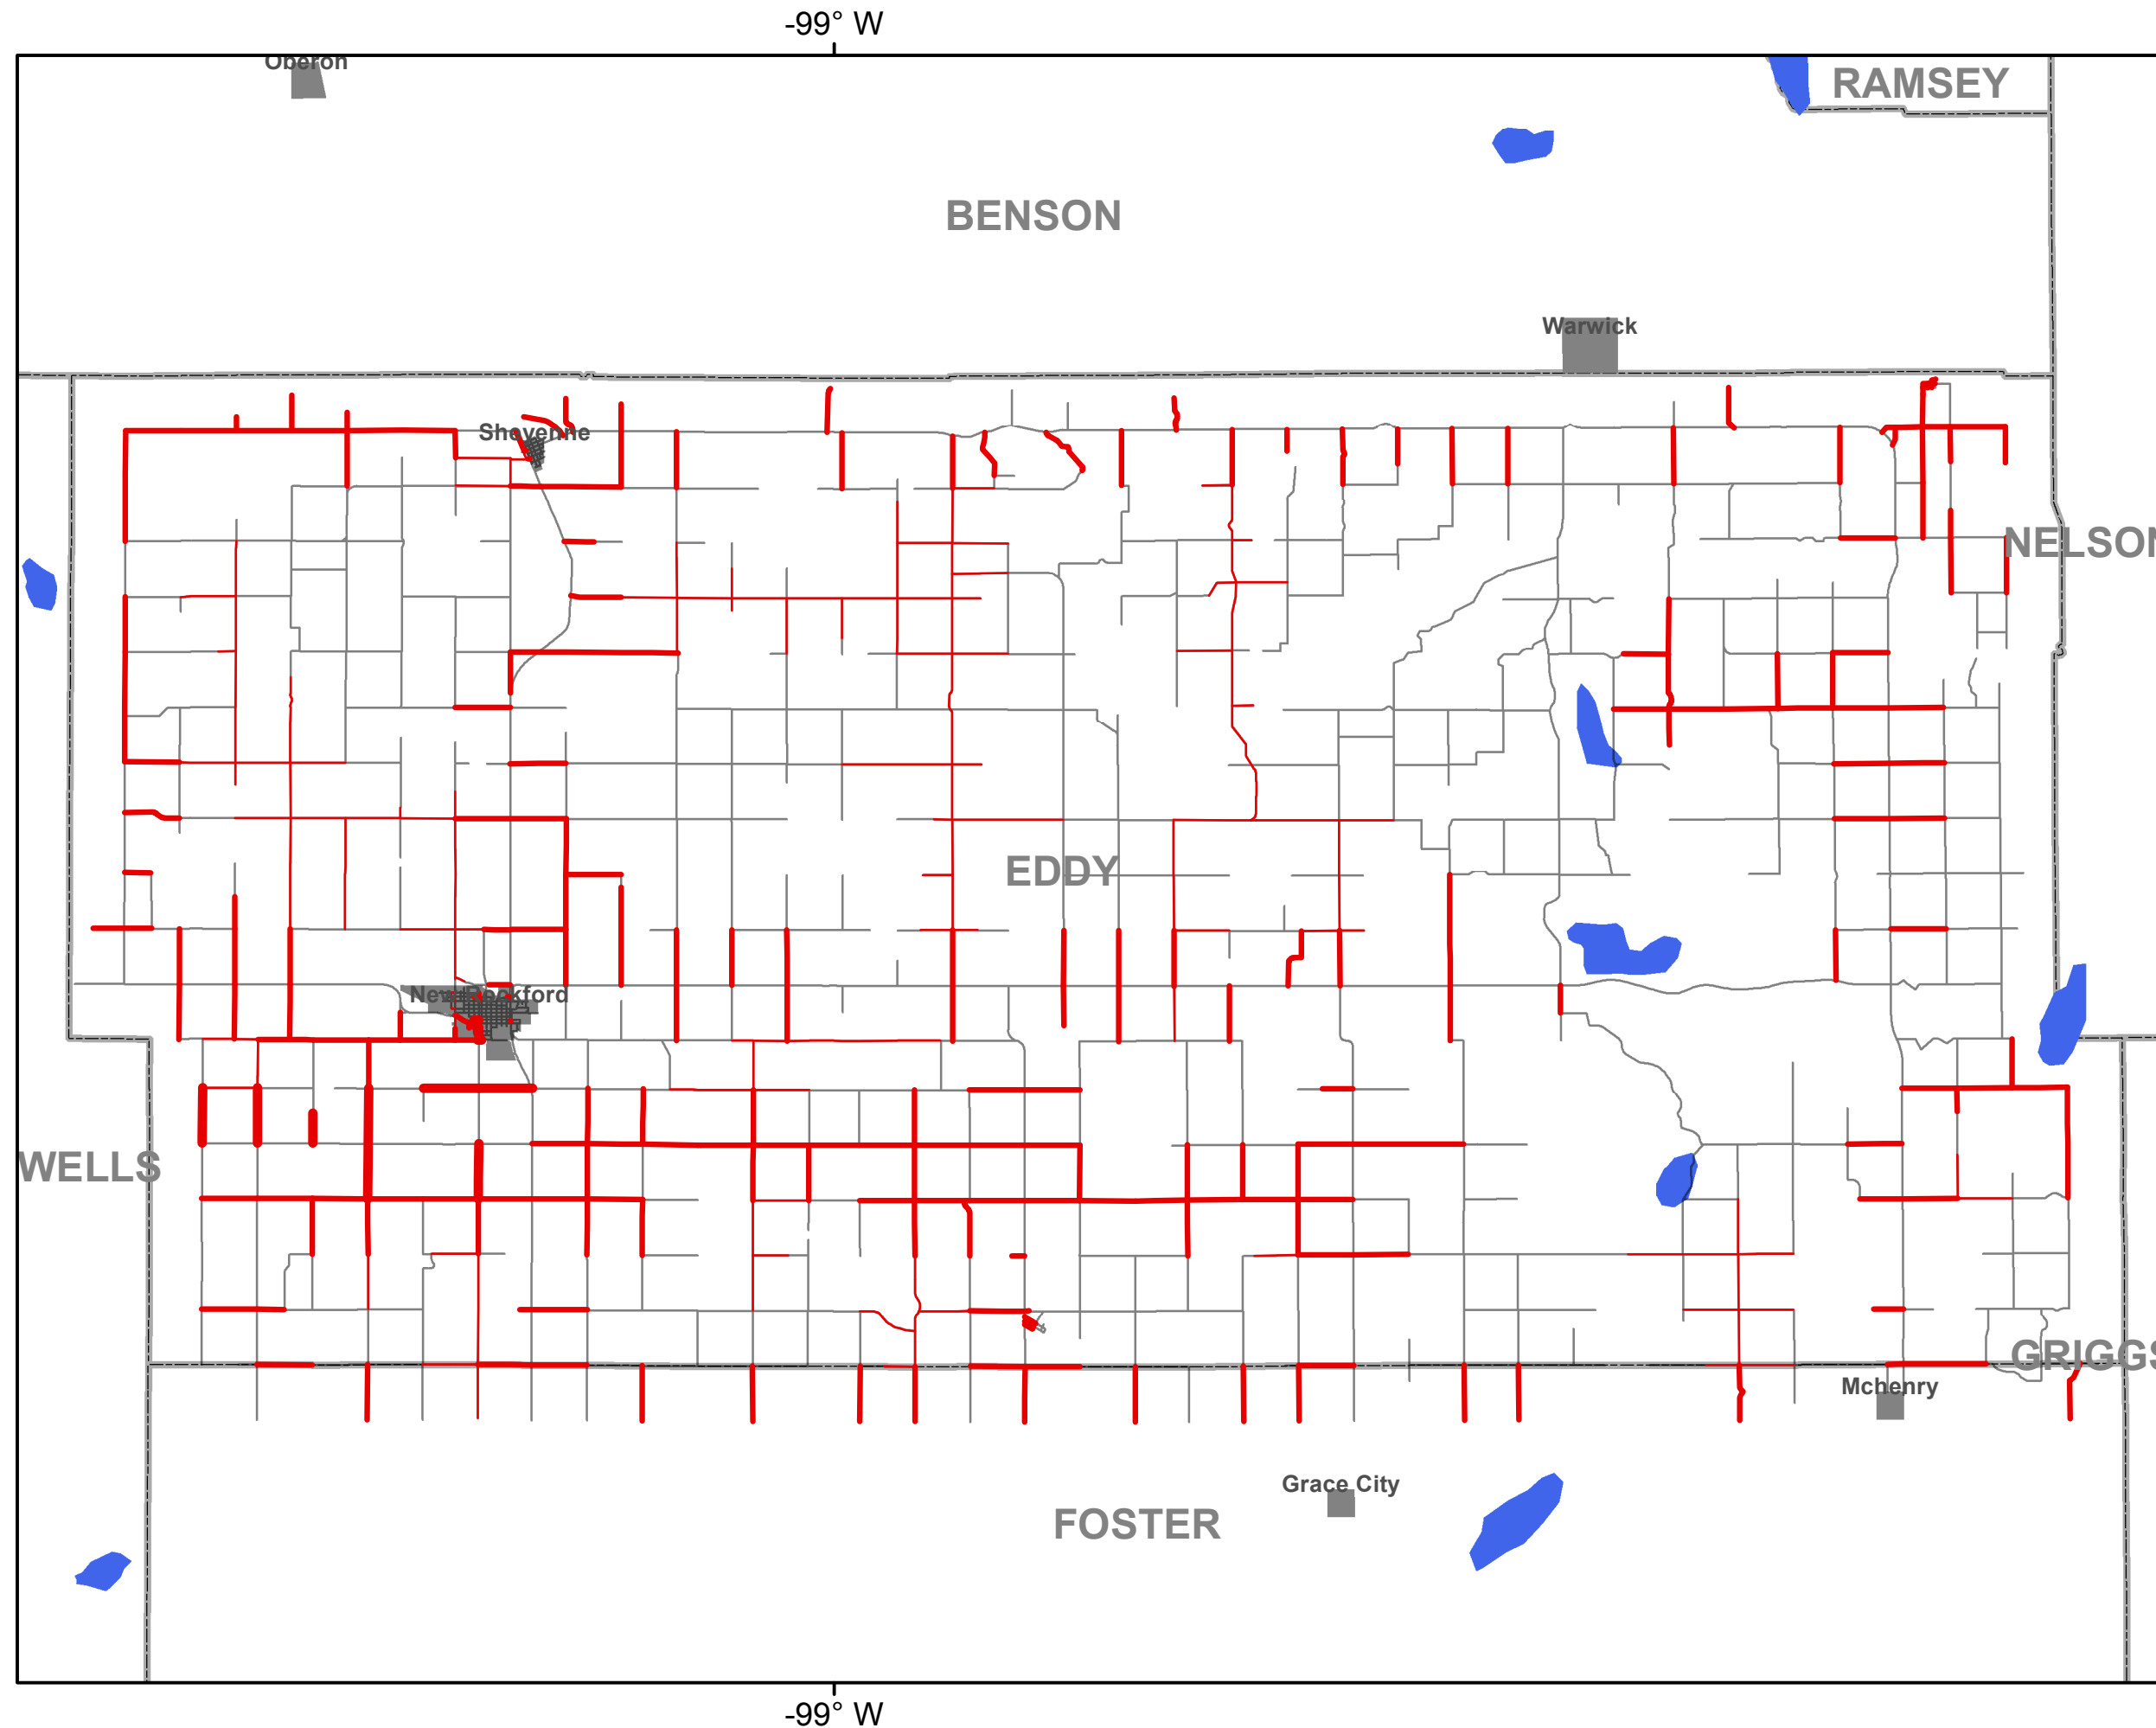 -99° W
Oberon
RAMSEY
BENSON
Warwick
Sheyenne
NELSON
EDDY
New Rockford
WELLS
GRIGGS
Mchenry
Grace City
FOSTER
-99° W